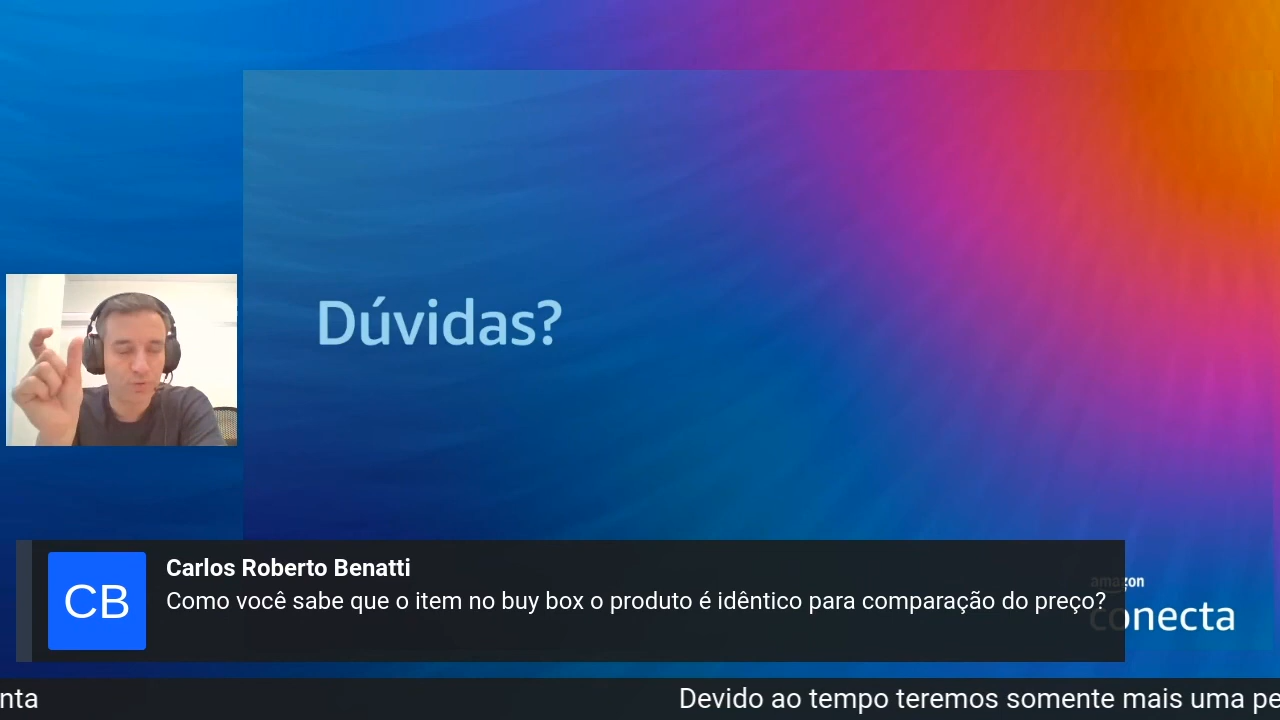 Dúvidas?
CB
Carlos Roberto Benatti
Como você sabe que o item no buy box o produto é idêntico para comparação do preço?
amazon
conecta
nta
Devido ao tempo teremos somente mais uma pe